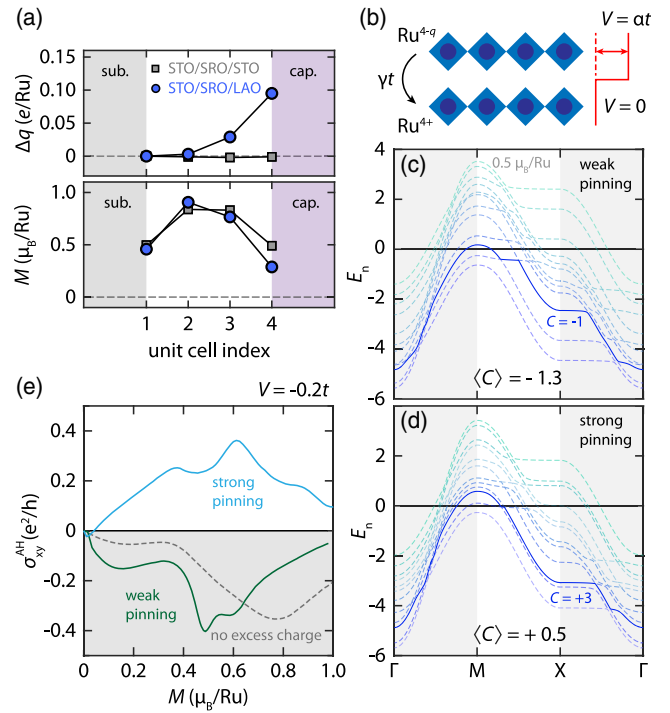 (a)
sub.
STO/SRO/STO
STO/SRO/LAO
cap.
Δq (e/Ru)
0.15
0.10
0.05
0
sub.
cap.
M (μB/Ru)
1.0
0.5
0
1 2 3 4
unit cell index
(b)
Ru4-q
γt
Ru4+
V = αt
V = 0
(c)
0.5 μB/Ru
weak
pinning
En
4
2
0
-2
-4
-6
C = -1
⟨C⟩ = - 1.3
(d)
strong
pinning
En
2
0
-2
-4
-6
C = +3
⟨C⟩ = + 0.5
Γ M X Γ
(e)
V = -0.2t
σxyAH (e2/h)
0.4
0.2
0
-0.2
-0.4
strong
pinning
weak
pinning
no excess charge
0 0.2 0.4 0.6 0.8 1.0
M (μB/Ru)